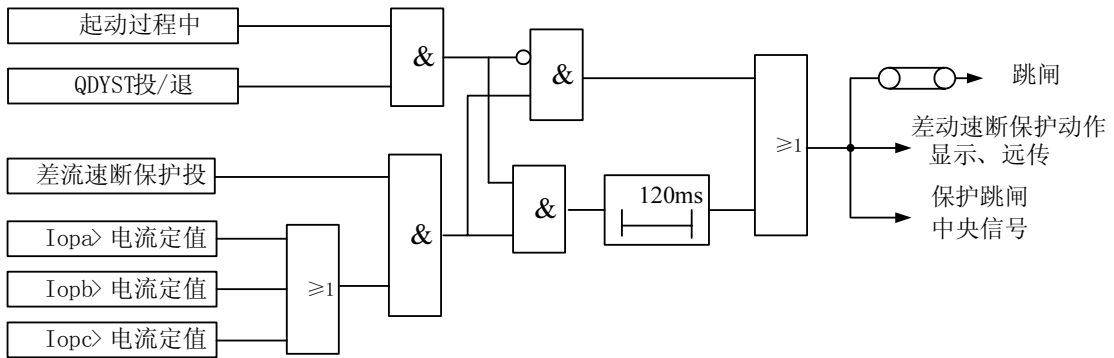 起动过程中
QDYST投/退
差流速断保护投
Iopa> 电流定值
Iopb> 电流定值
Iopc> 电流定值
&
&
&
&
≥1
120ms
≥1
跳闸
差动速断保护动作
显示、远传
保护跳闸
中央信号